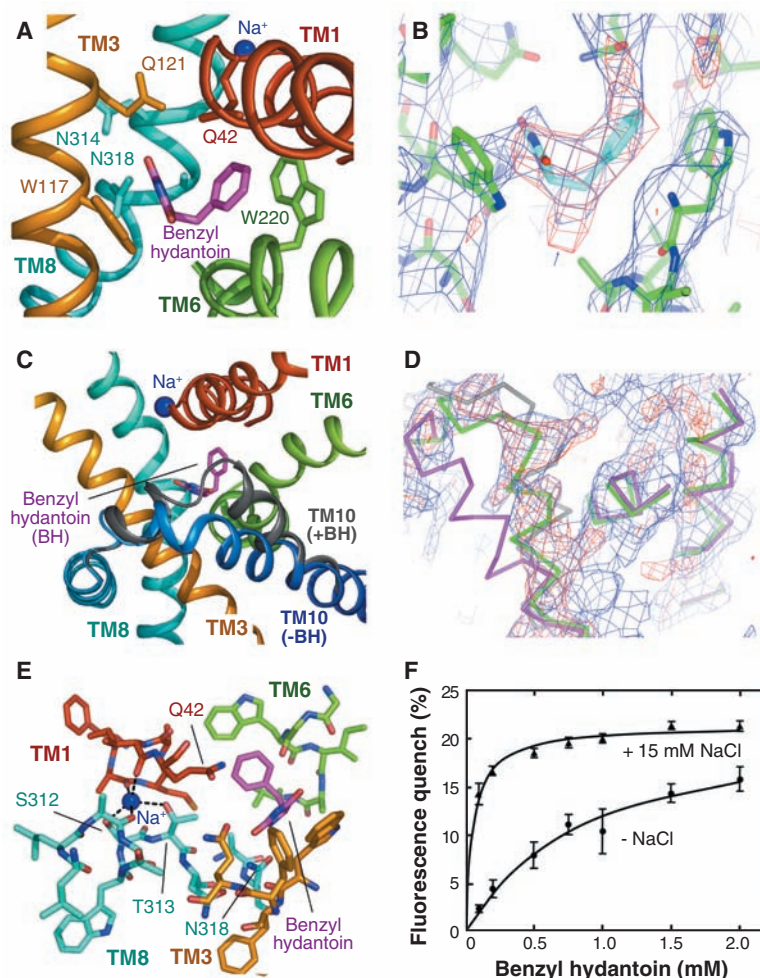 A
TM3
Na+
TM1
Q121
N314
Q42
N318
W117
Benzyl
hydantoin
W220
TM8
TM6
B
C
Na+
TM1
TM6
Benzyl
hydantoin
(BH)
TM10
(+BH)
TM8
TM3
TM10
(-BH)
D
E
TM6
Q42
TM1
S312
Na+
T313
N318
TM8
TM3
Benzyl
hydantoin
F
Fluorescence quench (%)
25
20
15
10
5
0
+ 15 mM NaCl
- NaCl
0
0.5
1.0
1.5
2.0
Benzyl hydantoin (mM)